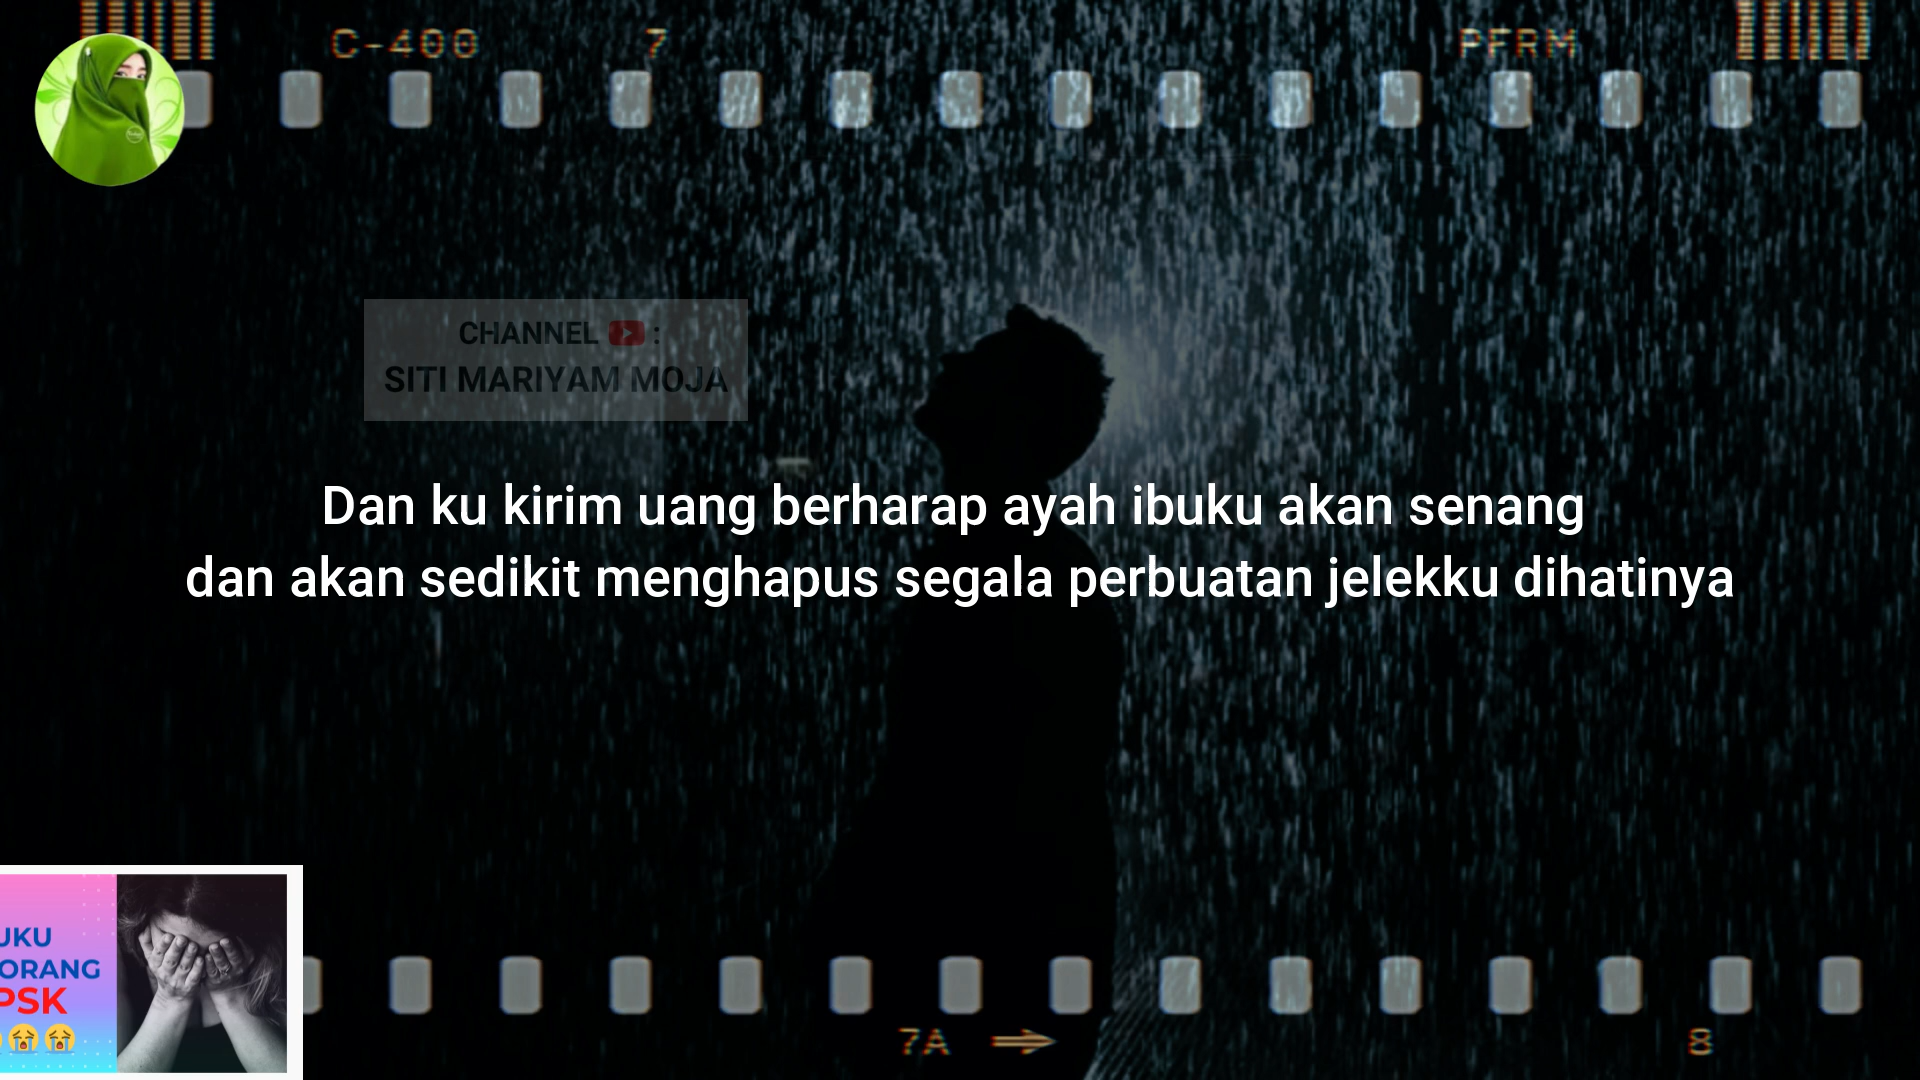 C-400 7 PFRM
CHANNEL :
SITI MARIYAM MOJA
Dan ku kirim uang berharap ayah ibuku akan senang
dan akan sedikit menghapus segala perbuatan jelekku dihatinya
UKU
ORANG
PSK
7A 8